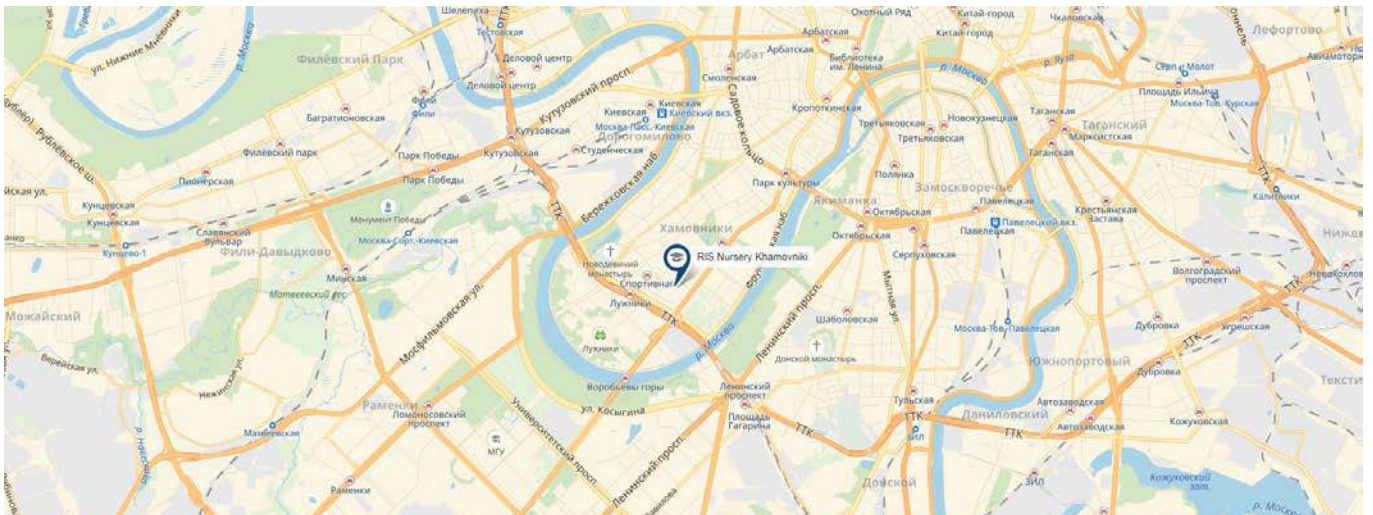 Шелепиха
ТТК
Тестовская
р. Москва
ул. Нижние Мнёвники
Филёвский Парк
Деловой центр
Деловой центр
Кутузовский просп.
Охотный Ряд
Китай-город
Китай-город
Чкаловская
Лефортово
Арбат
Арбатская
Арбатская
Библиотека
им. Ленина
Смоленская
р. Москва
р. Яуза
Серп и Молот
Площадь Ильича
Москва-Тов.-Курская
Рублёвское ш.
Фили
Фили
Багратионовская
Филёвский парк
Пионерская
Кунцевская
Кунцевская
Кунцево-1
Славянский
Бульвар
Парк Победы
Парк Победы
Кутузовская
Кутузовская
Киевская
Киевская
Киевский вкз.
Москва-Пасс.-Киевская
Дорогомилово
Студенческая
Садовое кольцо
Кропоткинская
Третьяковская
Третьяковская
Новокузнецкая
Таганская
Таганский
Марксистская
Таганская
Полянка
Замоскворечье
Парк культуры
Якиманка
Октябрьская
Октябрьская
Павелецкая
Павелецкий вкз.
Павелецкая
Серпуховская
Крестьянская
Застава
Калитники
ТТК
Монумент Победы
Москва-Сорт.-Киевская
Фили-Давыдково
Минская
Матвеевский лес
Бережковская наб.
ТТК
Хамовники
RIS Nursery Khamovniki
Новодевичий
монастырь
Спортивная
Лужники
Лужники
ТТК
р. Москва
Воробьевы горы
Ленинский просп.
Шаболовская
Донской монастырь
Мытная ул.
Москва-Тов.-Павелецкая
Волгоградский
проспект
Дубровка
Дубровка
Южнопортовый
Можайский
Верейская ул.
Нежинская ул.
Мосфильмовская ул.
Раменки
Ломоносовский
проспект
Матвеевская
МГУ
Раменки
Университетский просп.
ул. Косыгина
Ленинский просп.
Ленинский
проспект
Площадь
Гагарина
ТТК
Тульская
ЗИЛ
Даниловский
ТТК
Автозаводская
Автозаводская
Кожуховская
ЗИЛ
Донской
Кожуховский
зат.
р. Москва